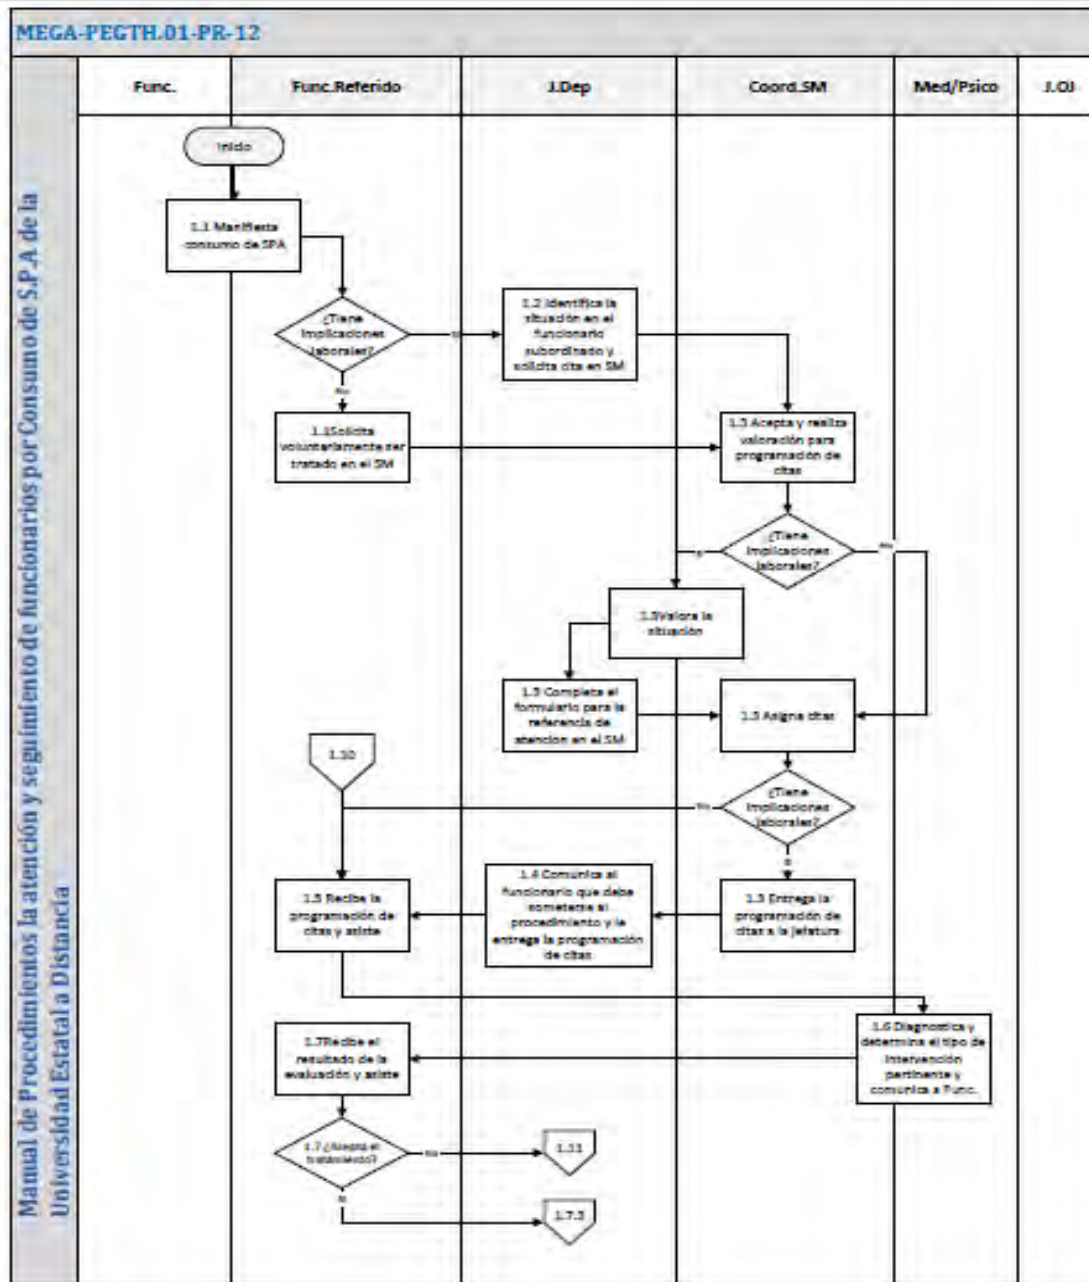 MEGA-PEGTH.01-PR-12
Manual de Procedimientos la atención y seguimiento de funcionarios por Consumo de S.P.A de la
Universidad Estatal a Distancia
Func.
Func.Referido
J.Dep
Coord.SM
Med/Psico
J.OJ
Inicio
1.1 Manifiesta
consumo de SPA
¿Tiene
implicaciones
laborales?
1.2 Identifica la
situación en el
funcionario
subordinado y
solicita cita en SM
No
1.1Solicita
voluntariamente ser
tratado en el SM
1.3 Acepta y realiza
valoración para
programación de
citas
¿Tiene
implicaciones
laborales?
No
1.3Valora la
situación
1.3 Completa el
formulario para la
referencia de
atención en el SM
1.3 Asigna citas
1.10
¿Tiene
implicaciones
laborales?
No
1.5 Recibe la
programación de
citas y asiste
1.4 Comunica al
funcionario que debe
someterse al
procedimiento y le
entrega la programación
de citas
1.3 Entrega la
programación de
citas a la jefatura
1.6 Diagnostica y
determina el tipo de
intervención
pertinente y
comunica a Func.
1.7Recibe el
resultado de la
evaluación y asiste
1.7 ¿Acepta el
tratamiento?
No
1.11
1.7.3